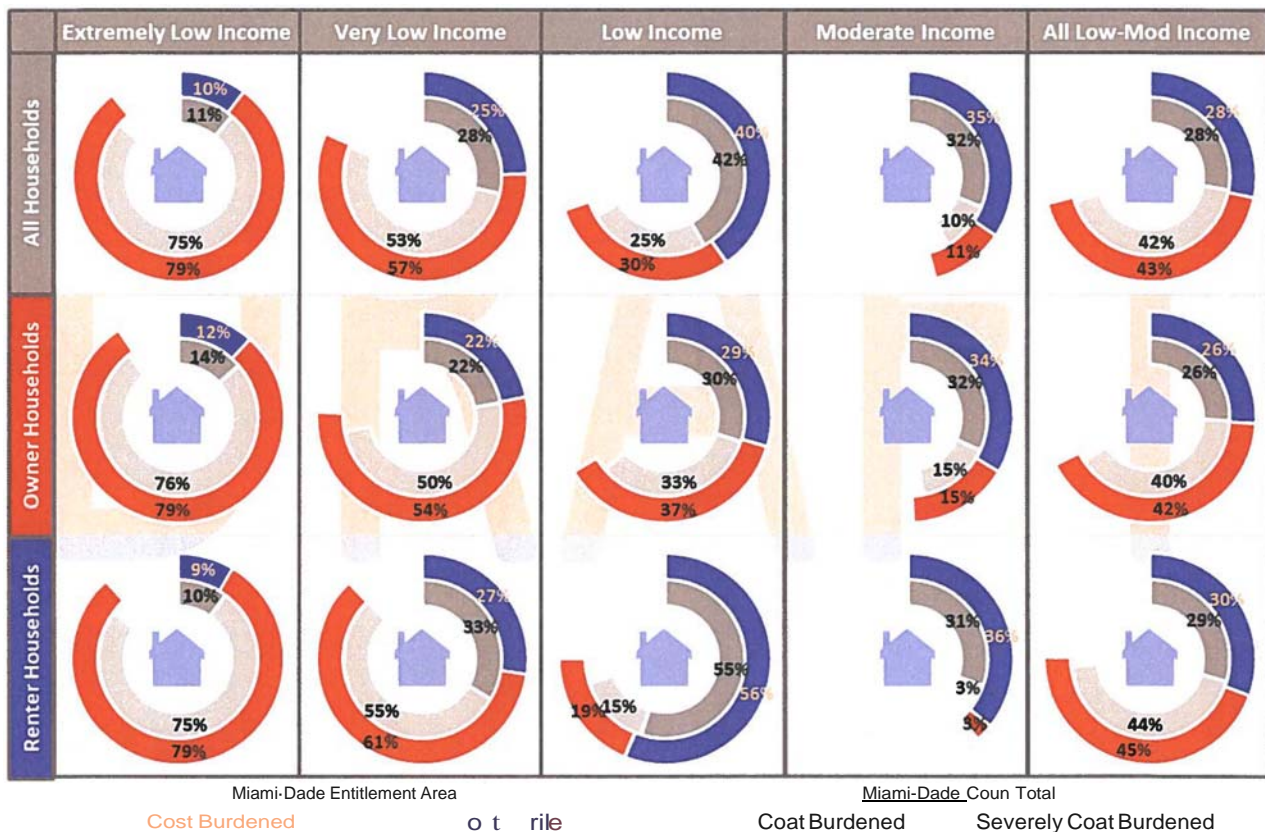 Extremely Low Income Very Low Income Low Income Moderate Income All Low-Mod Income
All Households
10% 11% 75% 79%
25% 28% 53% 57%
40% 42% 25% 30%
35% 32% 10% 11%
28% 28% 42% 43%
Owner Households
12% 14% 76% 79%
22% 22% 50% 54%
29% 30% 33% 37%
34% 32% 15% 15%
26% 26% 40% 42%
Renter Households
9% 10% 75% 79%
27% 33% 55% 61%
55% 56% 15% 19%
31% 36% 3% 3%
30% 29% 44% 45%
DRAFT
Miami-Dade Entitlement Area Miami-Dade Coun Total
Cost Burdened o t rile Coat Burdened Severely Coat Burdened